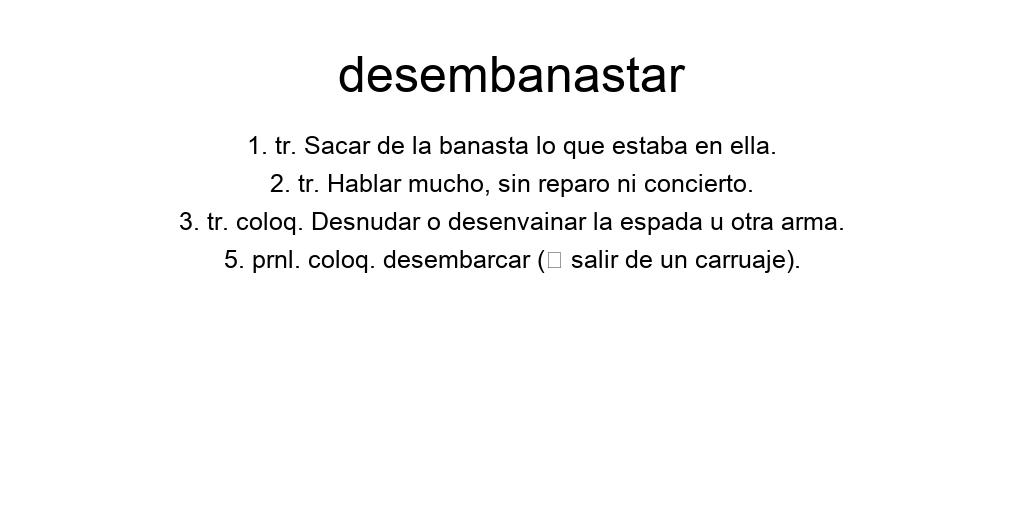 desembanastar
1. tr. Sacar de la banasta lo que estaba en ella.
2. tr. Hablar mucho, sin reparo ni concierto.
3. tr. coloq. Desnudar o desenvainar la espada u otra arma.
5. prnl. coloq. desembarcar (□ salir de un carruaje).